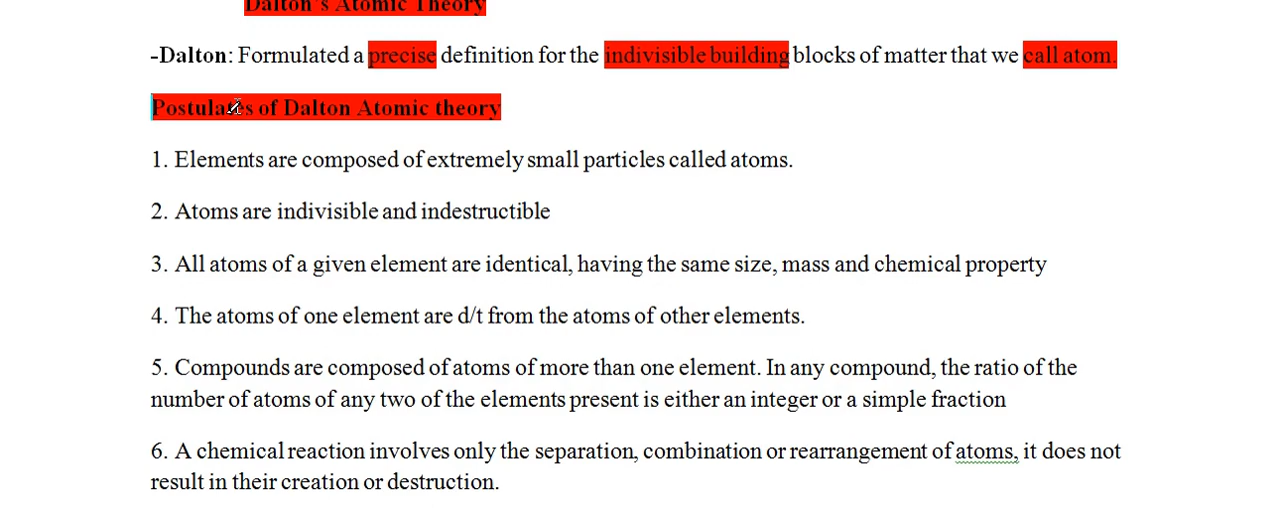 Dalton's Atomic Theory
-Dalton: Formulated a precise definition for the indivisible building blocks of matter that we call atom.
Postulates of Dalton Atomic theory
1. Elements are composed of extremely small particles called atoms.
2. Atoms are indivisible and indestructible
3. All atoms of a given element are identical, having the same size, mass and chemical property
4. The atoms of one element are d/t from the atoms of other elements.
5. Compounds are composed of atoms of more than one element. In any compound, the ratio of the
number of atoms of any two of the elements present is either an integer or a simple fraction
6. A chemical reaction involves only the separation, combination or rearrangement of atoms, it does not
result in their creation or destruction.